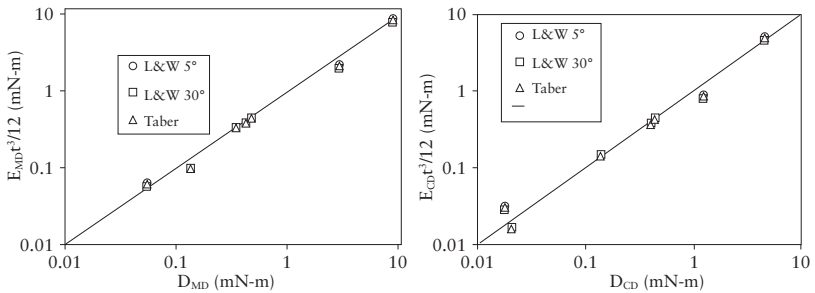 10
1
0.1
0.01
E_MD t³/12 (mN-m)
L&W 5°
L&W 30°
Taber
0.01
0.1
1
10
D_MD (mN-m)
10
1
0.1
0.01
E_CD t³/12 (mN-m)
L&W 5°
L&W 30°
Taber
0.01
0.1
1
10
D_CD (mN-m)